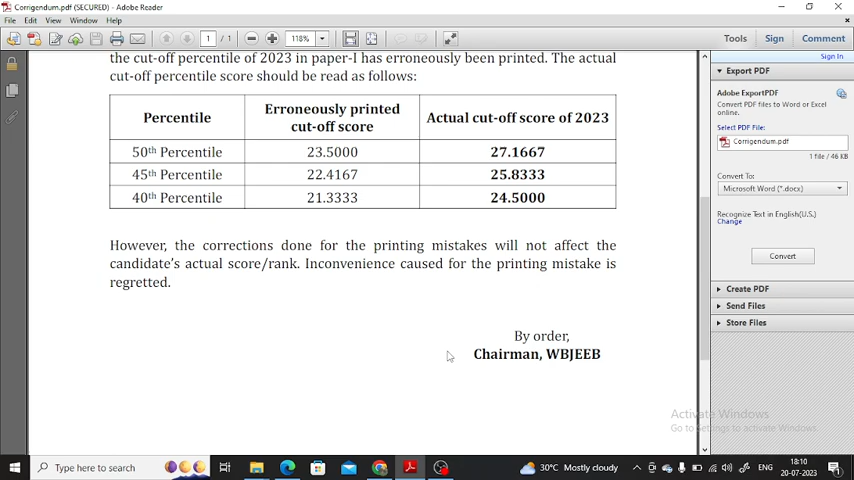 Corrigendum.pdf (SECURED) - Adobe Reader
File Edit View Window Help
1 / 1 118% Tools Sign Comment
the cut-off percentile of 2023 in paper-I has erroneously been printed. The actual
cut-off percentile score should be read as follows:
Percentile Erroneously printed cut-off score Actual cut-off score of 2023
50th Percentile 23.5000 27.1667
45th Percentile 22.4167 25.8333
40th Percentile 21.3333 24.5000
However, the corrections done for the printing mistakes will not affect the
candidate's actual score/rank. Inconvenience caused for the printing mistake is
regretted.
By order,
Chairman, WBJEEB
Sign In
Export PDF
Adobe ExportPDF
Convert PDF files to Word or Excel
online.
Select PDF File:
Corrigendum.pdf
1 file / 46 KB
Convert To:
Microsoft Word (*.docx)
Recognize Text in English(U.S.)
Change
Convert
Create PDF
Send Files
Store Files
Activate Windows
Go to Settings to activate Windows.
Type here to search 30°C Mostly cloudy ENG 18:10
20-07-2023